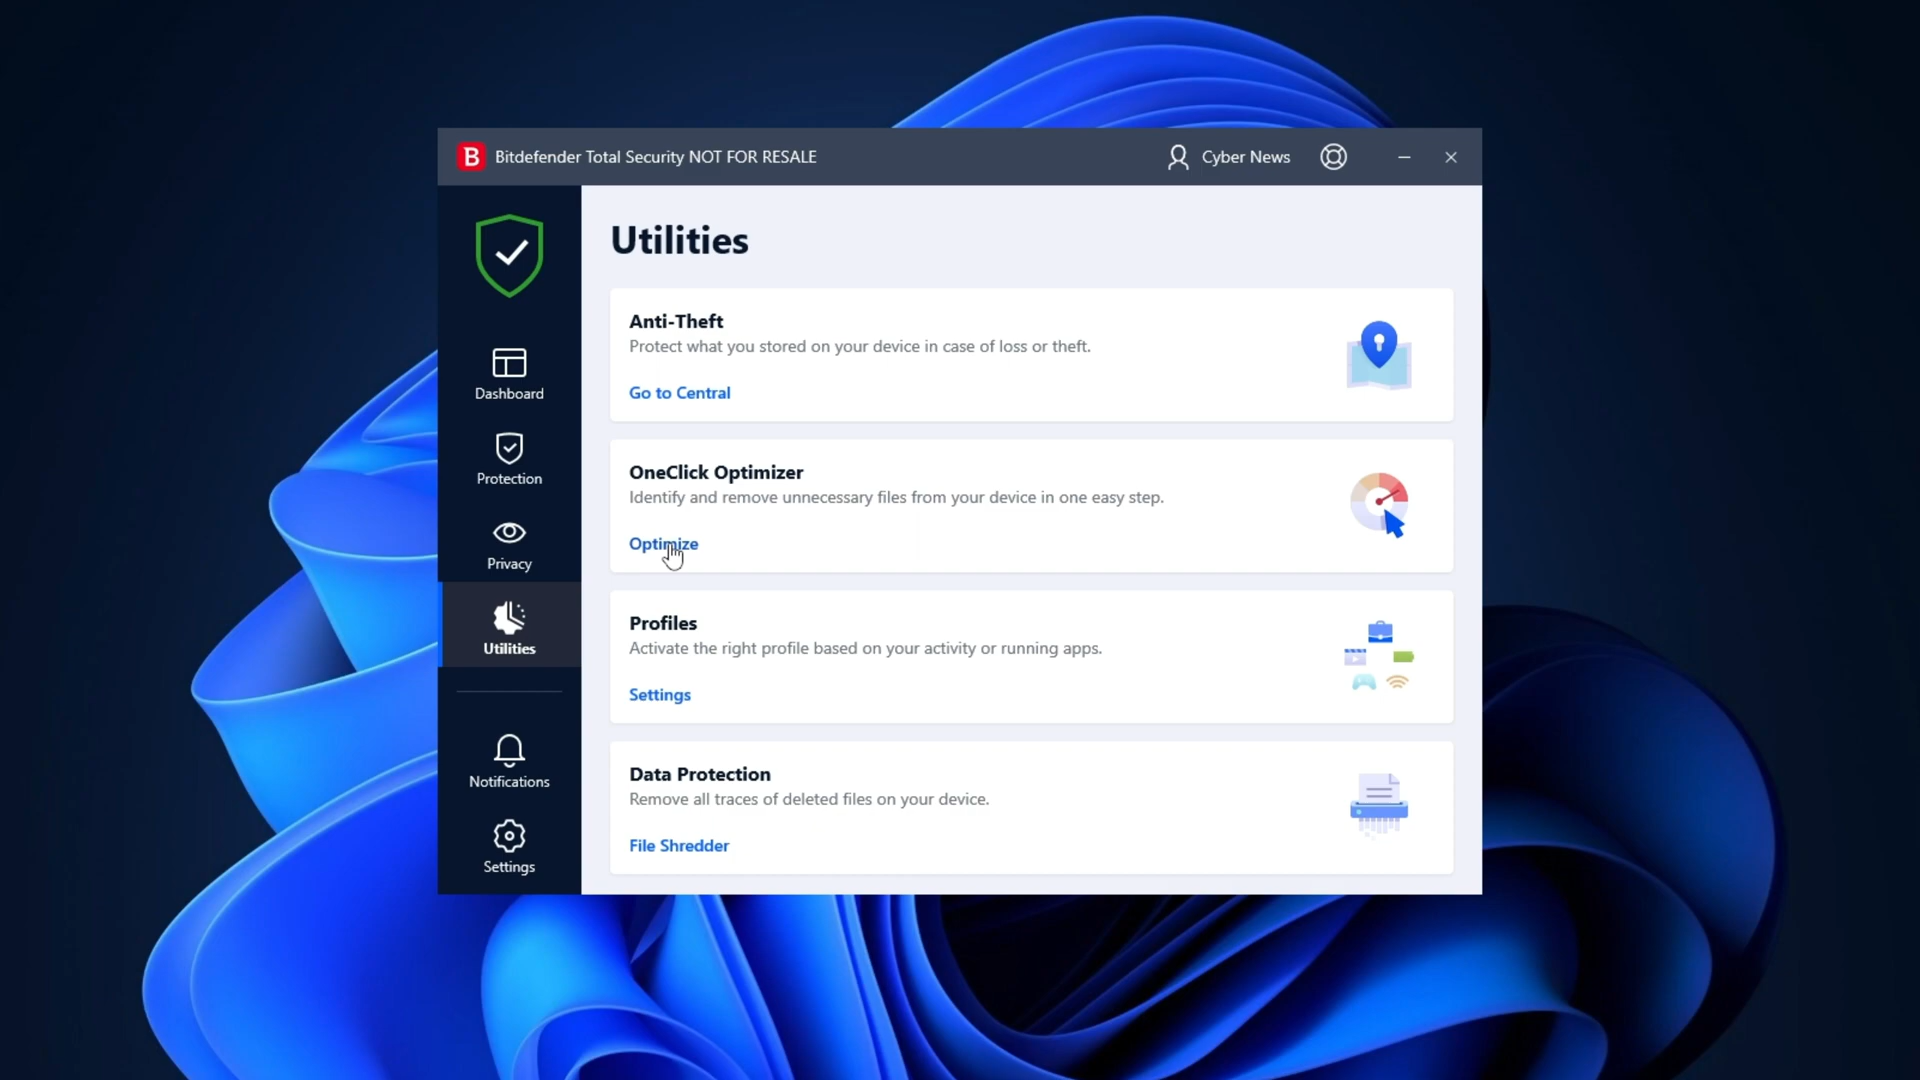 B Bitdefender Total Security NOT FOR RESALE
Cyber News
Dashboard
Protection
Privacy
Utilities
Notifications
Settings
Utilities
Anti-Theft
Protect what you stored on your device in case of loss or theft.
Go to Central
OneClick Optimizer
Identify and remove unnecessary files from your device in one easy step.
Optimize
Profiles
Activate the right profile based on your activity or running apps.
Settings
Data Protection
Remove all traces of deleted files on your device.
File Shredder